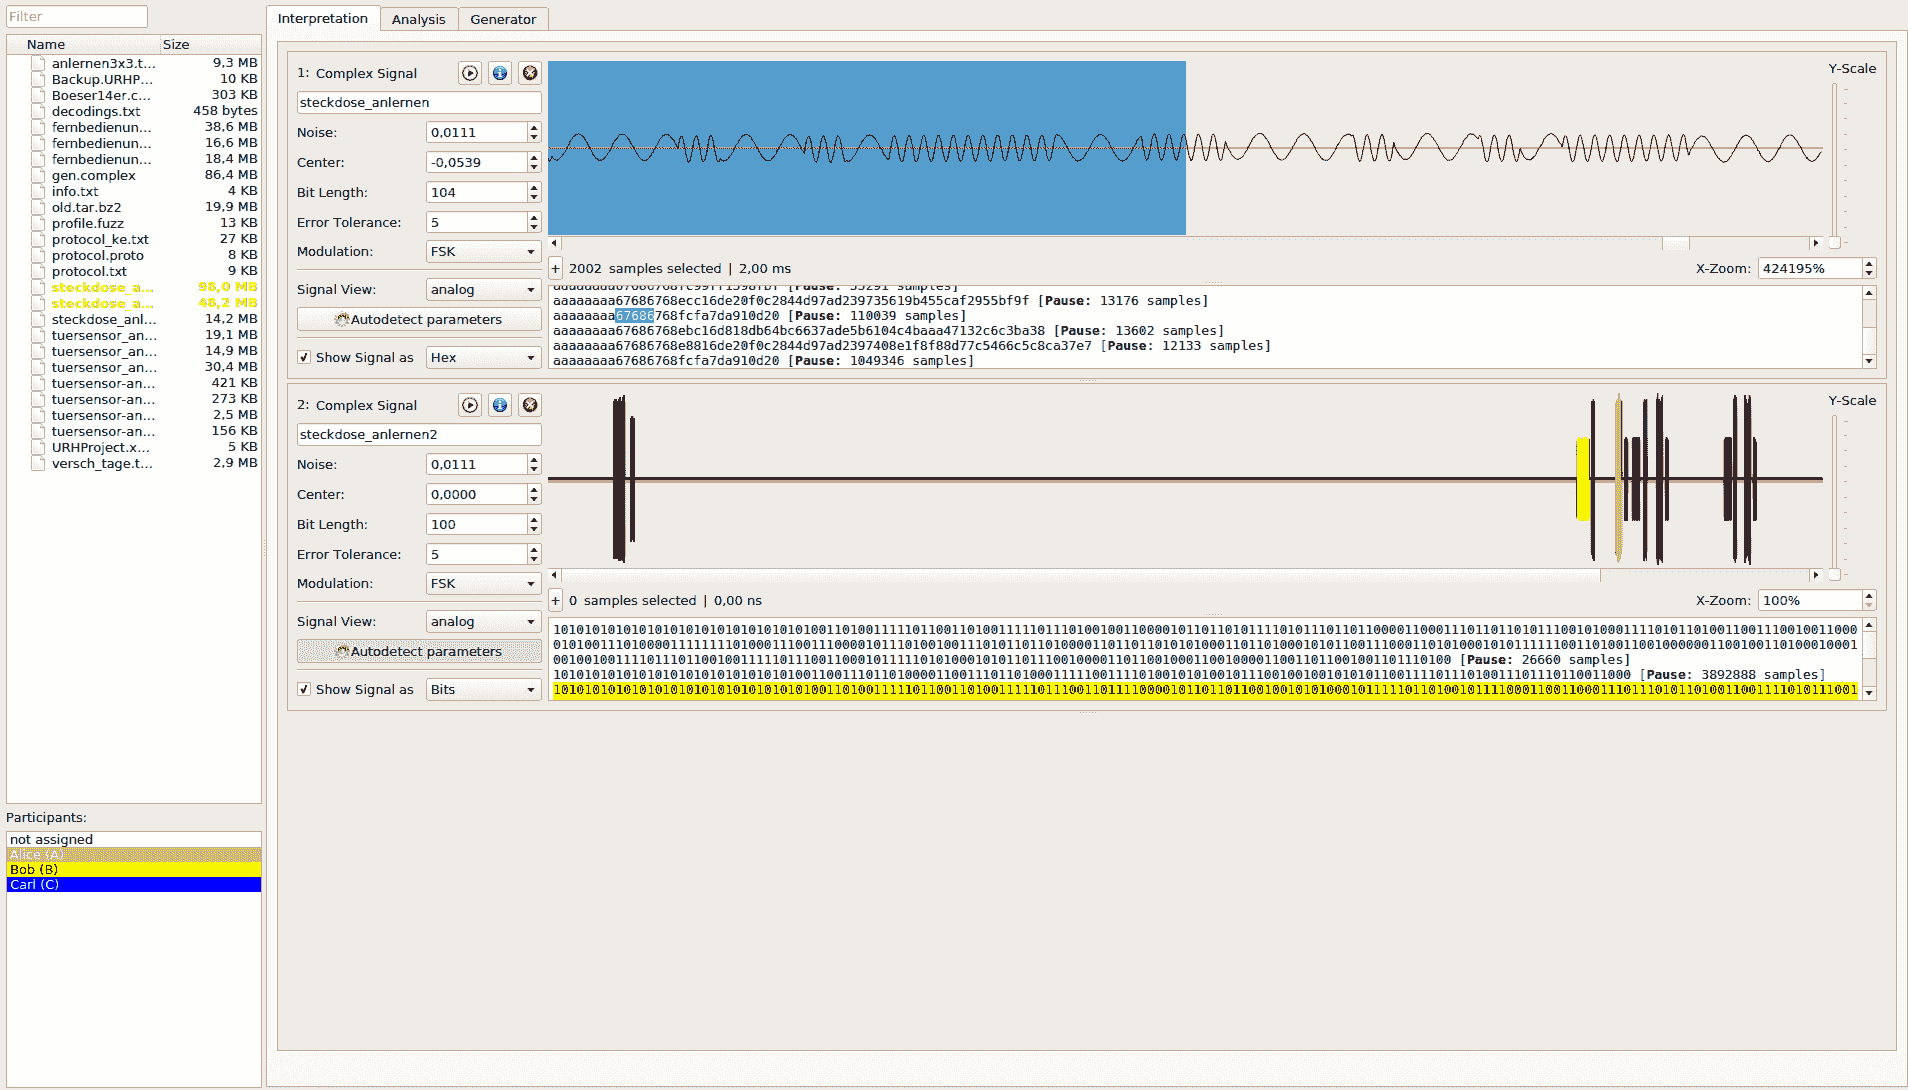 Filter
Name Size
anlernen3x3.t... 9,3 MB
Backup.URHP... 10 KB
Boeser14er.c... 303 KB
decodings.txt 458 bytes
fernbedienun... 38,6 MB
fernbedienun... 16,6 MB
fernbedienun... 18,4 MB
gen.complex 86,4 MB
info.txt 4 KB
old.tar.bz2 19,9 MB
profile.fuzz 13 KB
protocol_ke.txt 27 KB
protocol.proto 8 KB
protocol.txt 9 KB
steckdose_a... 98,0 MB
steckdose_a... 46,2 MB
steckdose_anl... 14,2 MB
tuersensor_an... 19,1 MB
tuersensor_an... 14,9 MB
tuersensor_an... 30,4 MB
tuersensor-an... 421 KB
tuersensor-an... 273 KB
tuersensor-an... 2,5 MB
tuersensor-an... 156 KB
URHProject.x... 5 KB
versch_tage.t... 2,9 MB
Participants:
not assigned
Alice (A)
Bob (B)
Carl (C)
Interpretation Analysis Generator
1: Complex Signal
steckdose_anlernen
Noise: 0,0111
Center: -0,0539
Bit Length: 104
Error Tolerance: 5
Modulation: FSK
Signal View: analog
Autodetect parameters
Show Signal as Hex
Y-Scale
+ 2002 samples selected | 2,00 ms
X-Zoom: 424195%
aaaaaaaa67686768ecc16de20f0c2844d97ad239735619b455caf2955bf9f [Pause: 13176 samples]
aaaaaaaa67686768fcfa7da910d20 [Pause: 110039 samples]
aaaaaaaa67686768ebc16d818db64bc6637ade5b6104c4baaa47132c6c3ba38 [Pause: 13602 samples]
aaaaaaaa67686768e8816de20f0c2844d97ad2397408e1f8f88d77c5466c5c8ca37e7 [Pause: 12133 samples]
aaaaaaaa67686768fcfa7da910d20 [Pause: 1049346 samples]
2: Complex Signal
steckdose_anlernen2
Noise: 0,0111
Center: 0,0000
Bit Length: 100
Error Tolerance: 5
Modulation: FSK
Signal View: analog
Autodetect parameters
Show Signal as Bits
Y-Scale
+ 0 samples selected | 0,00 ns
X-Zoom: 100%
[Pause: 26660 samples]
[Pause: 3892888 samples]